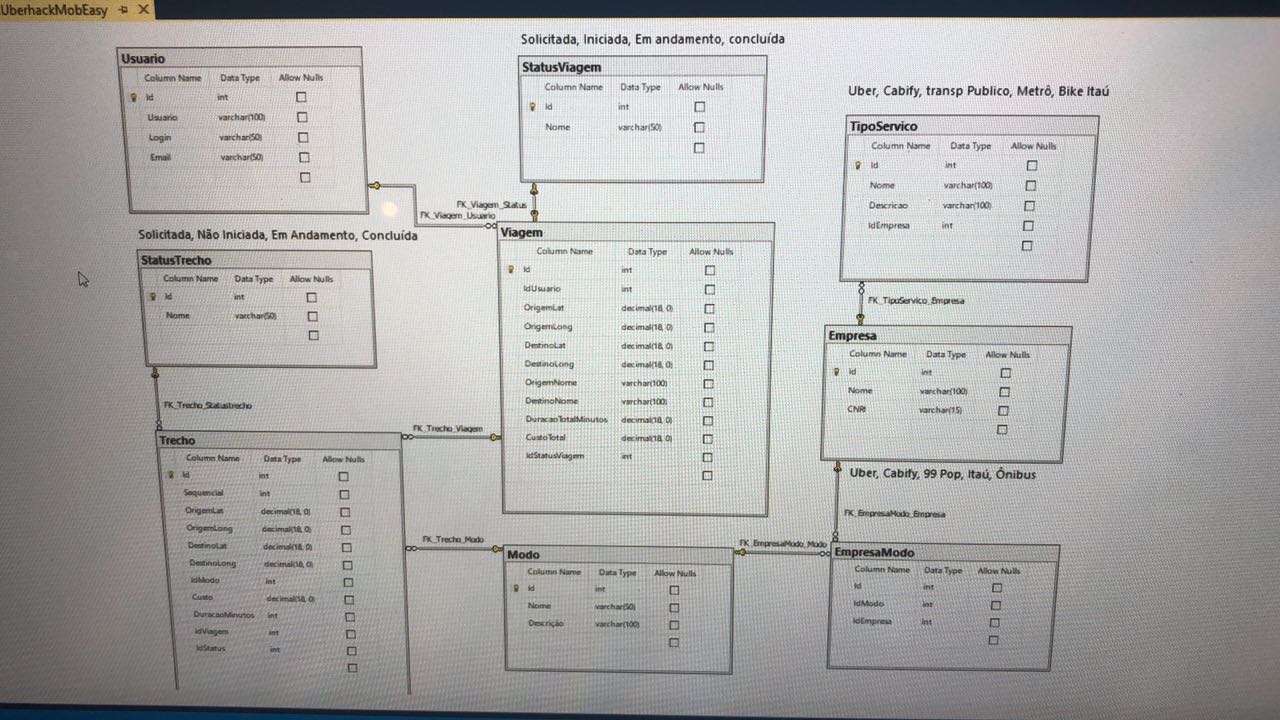 UberhackMobEasy
Usuario
Column Name Data Type Allow Nulls
Id int
Usuario varchar(100)
Login varchar(50)
Email varchar(50)
Solicitada, Iniciada, Em andamento, concluída
StatusViagem
Column Name Data Type Allow Nulls
Id int
Nome varchar(50)
Uber, Cabify, transp Publico, Metrô, Bike Itaú
TipoServico
Column Name Data Type Allow Nulls
Id int
Nome varchar(100)
Descricao varchar(100)
IdEmpresa int
FK_Viagem_Status
FK_Viagem_Usuario
Solicitada, Não Iniciada, Em Andamento, Concluída
StatusTrecho
Column Name Data Type Allow Nulls
Id int
Nome varchar(50)
Viagem
Column Name Data Type Allow Nulls
Id int
IdUsuario int
OrigemLat decimal(18, 0)
OrigemLong decimal(18, 0)
DestinoLat decimal(18, 0)
DestinoLong decimal(18, 0)
OrigemNome varchar(100)
DestinoNome varchar(100)
DuracaoTotalMinutos decimal(18, 0)
CustoTotal decimal(18, 0)
IdStatusViagem int
FK_TipoServico_Empresa
Empresa
Column Name Data Type Allow Nulls
Id int
Nome varchar(100)
CNPJ varchar(15)
Uber, Cabify, 99 Pop, Itaú, Ônibus
FK_Trecho_Statustrecho
FK_Trecho_Viagem
Trecho
Column Name Data Type Allow Nulls
Id int
Sequencial int
OrigemLat decimal(18, 0)
OrigemLong decimal(18, 0)
DestinoLat decimal(18, 0)
DestinoLong decimal(18, 0)
IdModo int
Custo decimal(18, 0)
DuracaoMinutos int
IdViagem int
IdStatus int
FK_Trecho_Modo
Modo
Column Name Data Type Allow Nulls
Id int
Nome varchar(50)
Descrição varchar(100)
FK_EmpresaModo_Empresa
FK_EmpresaModo_Modo
EmpresaModo
Column Name Data Type Allow Nulls
Id int
IdModo int
IdEmpresa int